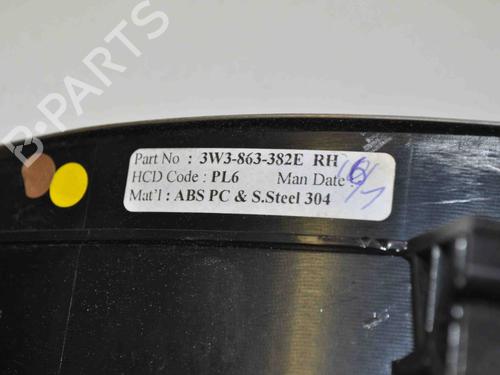 Part No : 3W3-863-382E RH
HCD Code : PL6 Man Date :
Mat'l : ABS PC & S.Steel 304
B-PARTS